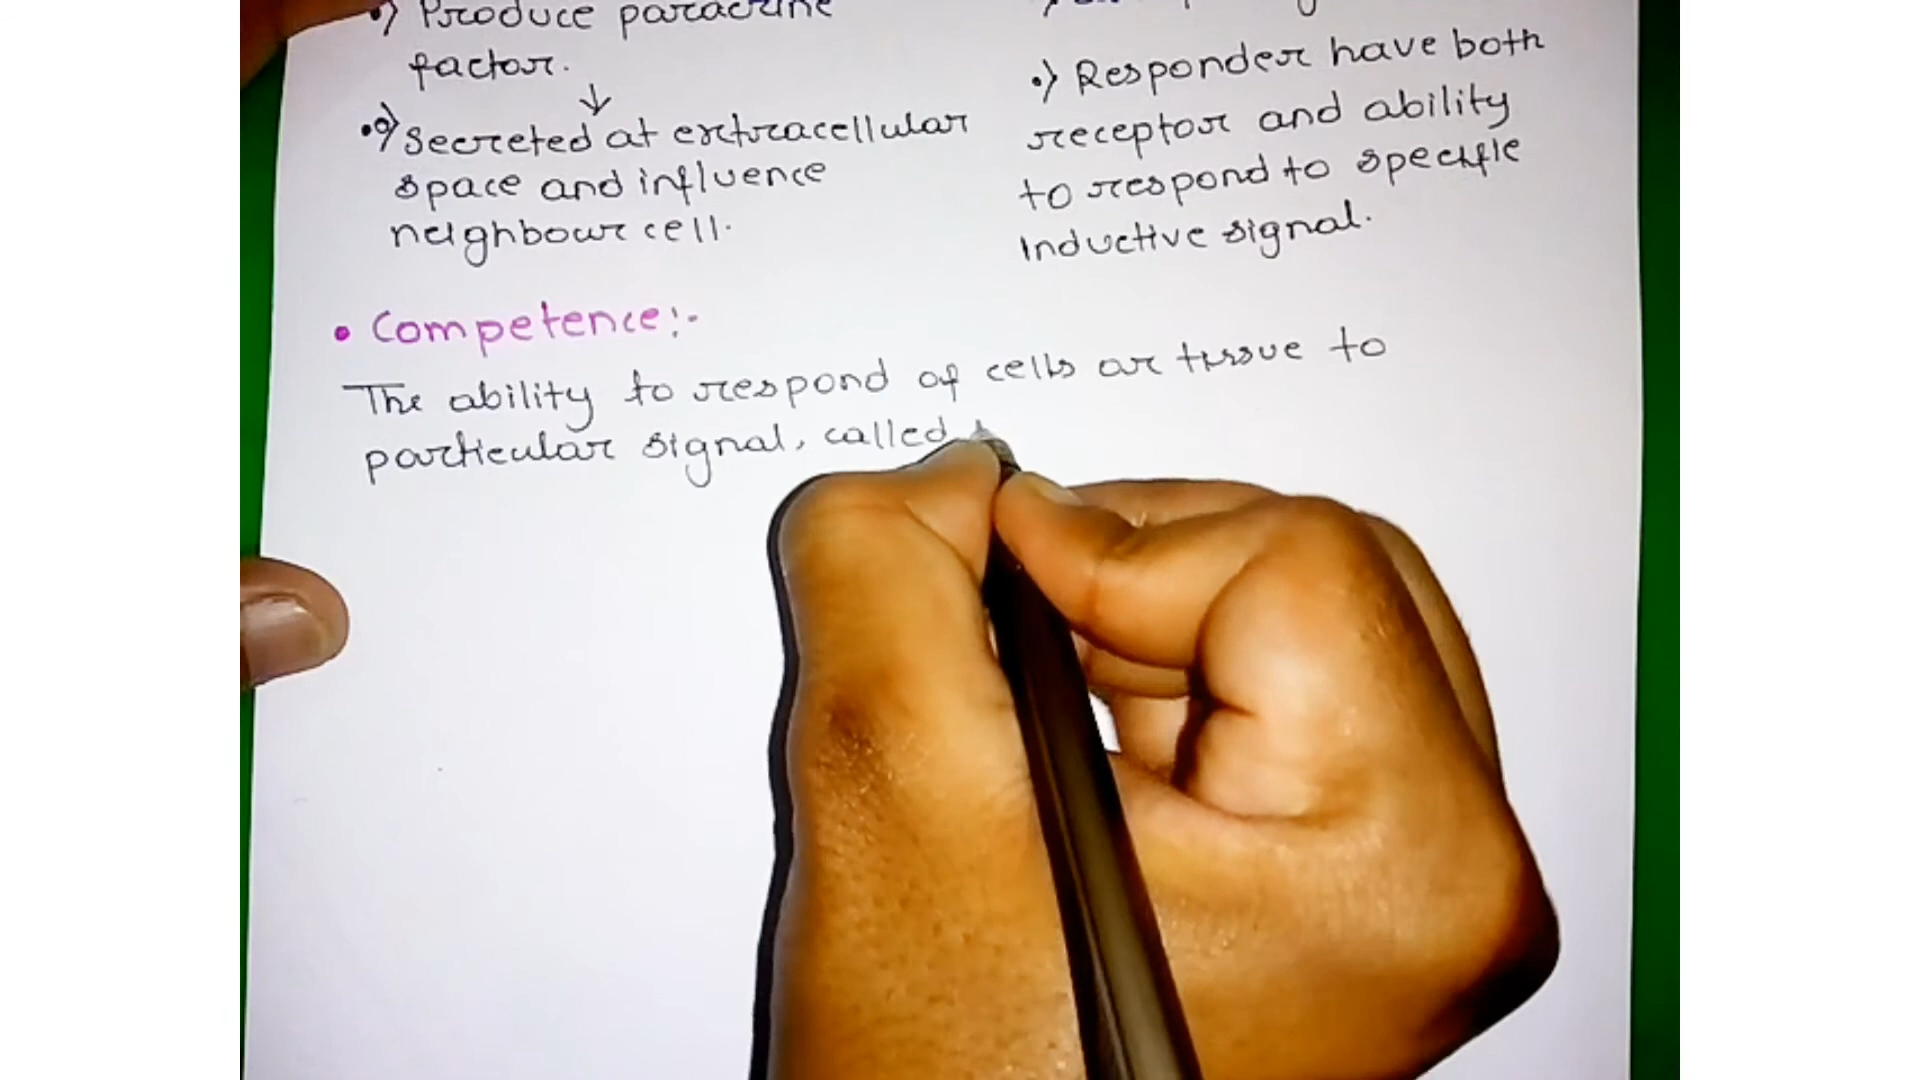 •) Produce paracrine
factor.
↓
•) Secreted at extracellular
space and influence
neighbour cell.
•) Responder have both
receptor and ability
to respond to specific
Inductive signal.
• Competence:-
The ability to respond of cells or tissue to
particular signal, called